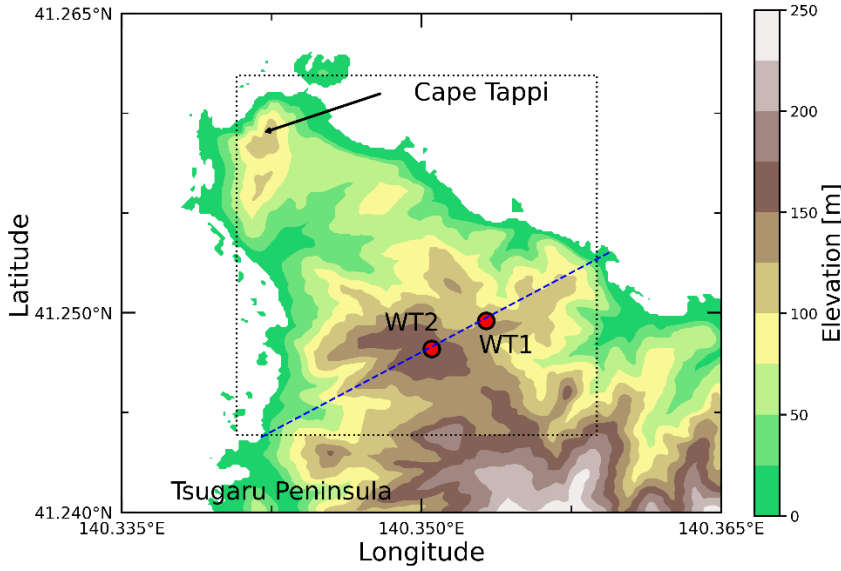 41.265°N
Cape Tappi
Latitude
41.250°N
WT2
WT1
Tsugaru Peninsula
41.240°N
140.335°E
140.350°E
140.365°E
Longitude
250
200
150
100
50
0
Elevation [m]